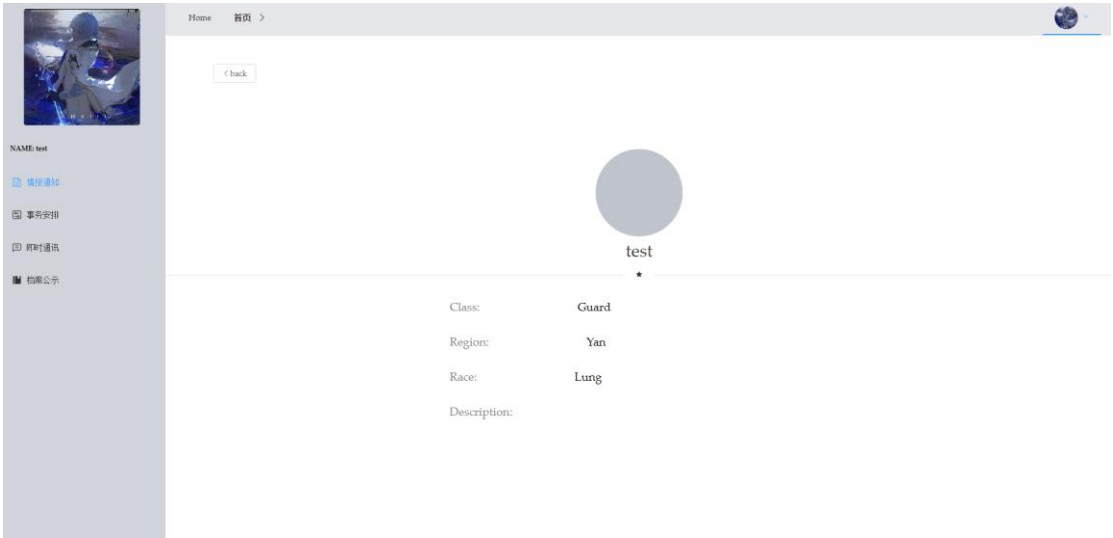 Home 首页
back
NAME: test
情报通知
事务安排
即时通讯
档案公示
test
Class: Guard
Region: Yan
Race: Lung
Description: